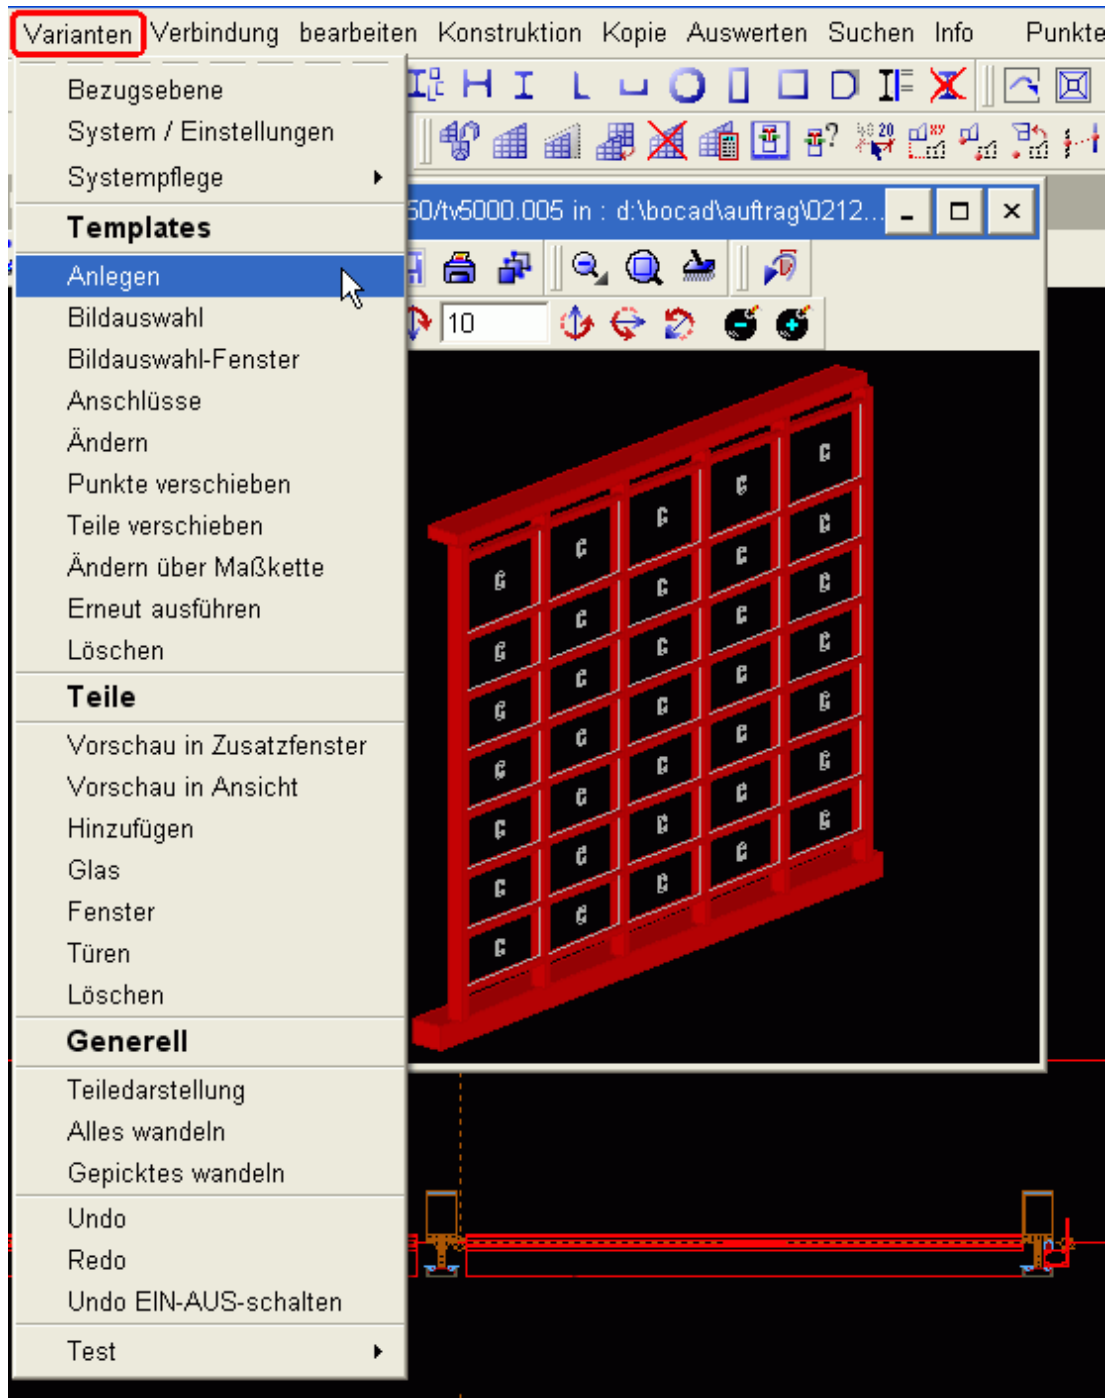 Varianten Verbindung bearbeiten Konstruktion Kopie Auswerten Suchen Info Punkte
Bezugsebene
System / Einstellungen
Systempflege
Templates
Anlegen
Bildauswahl
Bildauswahl-Fenster
Anschlüsse
Ändern
Punkte verschieben
Teile verschieben
Ändern über Maßkette
Erneut ausführen
Löschen
Teile
Vorschau in Zusatzfenster
Vorschau in Ansicht
Hinzufügen
Glas
Fenster
Türen
Löschen
Generell
Teiledarstellung
Alles wandeln
Gepicktes wandeln
Undo
Redo
Undo EIN-AUS-schalten
Test
50/tv5000.005 in : d:\bocad\auftrag\0212...
10